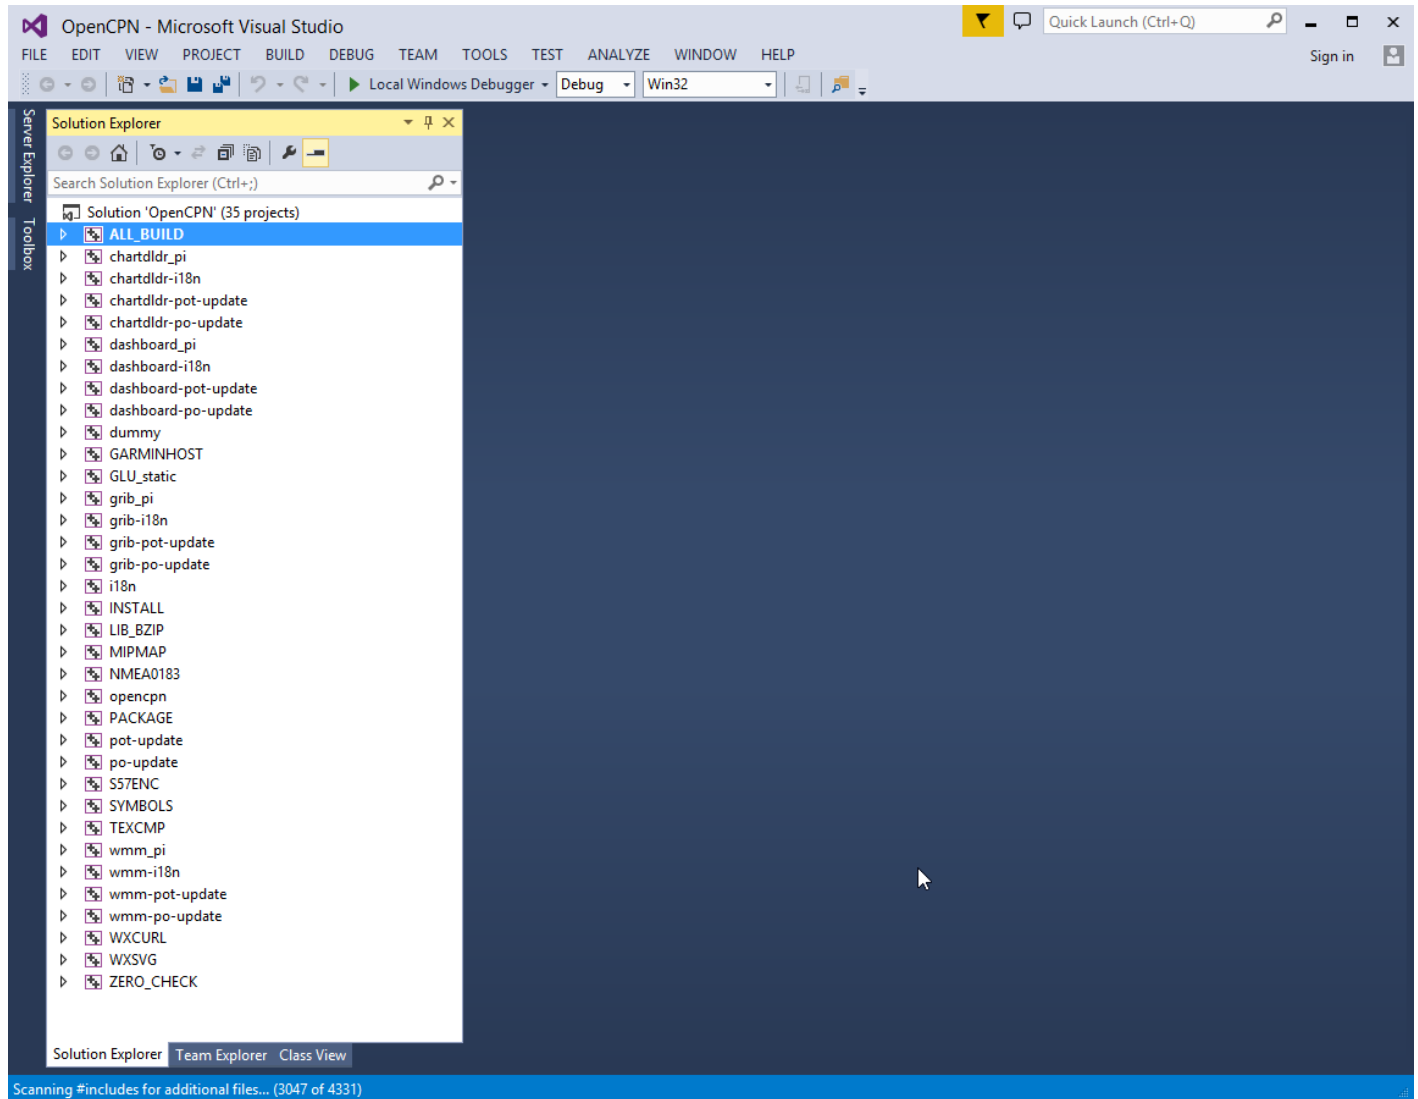 OpenCPN - Microsoft Visual Studio
Quick Launch (Ctrl+Q)
FILE EDIT VIEW PROJECT BUILD DEBUG TEAM TOOLS TEST ANALYZE WINDOW HELP
Sign in
Local Windows Debugger
Debug
Win32
Server Explorer
Toolbox
Solution Explorer
Search Solution Explorer (Ctrl+;)
Solution 'OpenCPN' (35 projects)
ALL_BUILD
chartdldr_pi
chartdldr-i18n
chartdldr-pot-update
chartdldr-po-update
dashboard_pi
dashboard-i18n
dashboard-pot-update
dashboard-po-update
dummy
GARMINHOST
GLU_static
grib_pi
grib-i18n
grib-pot-update
grib-po-update
i18n
INSTALL
LIB_BZIP
MIPMAP
NMEA0183
opencpn
PACKAGE
pot-update
po-update
S57ENC
SYMBOLS
TEXCMP
wmm_pi
wmm-i18n
wmm-pot-update
wmm-po-update
WXCURL
WXSVG
ZERO_CHECK
Solution Explorer Team Explorer Class View
Scanning #includes for additional files... (3047 of 4331)